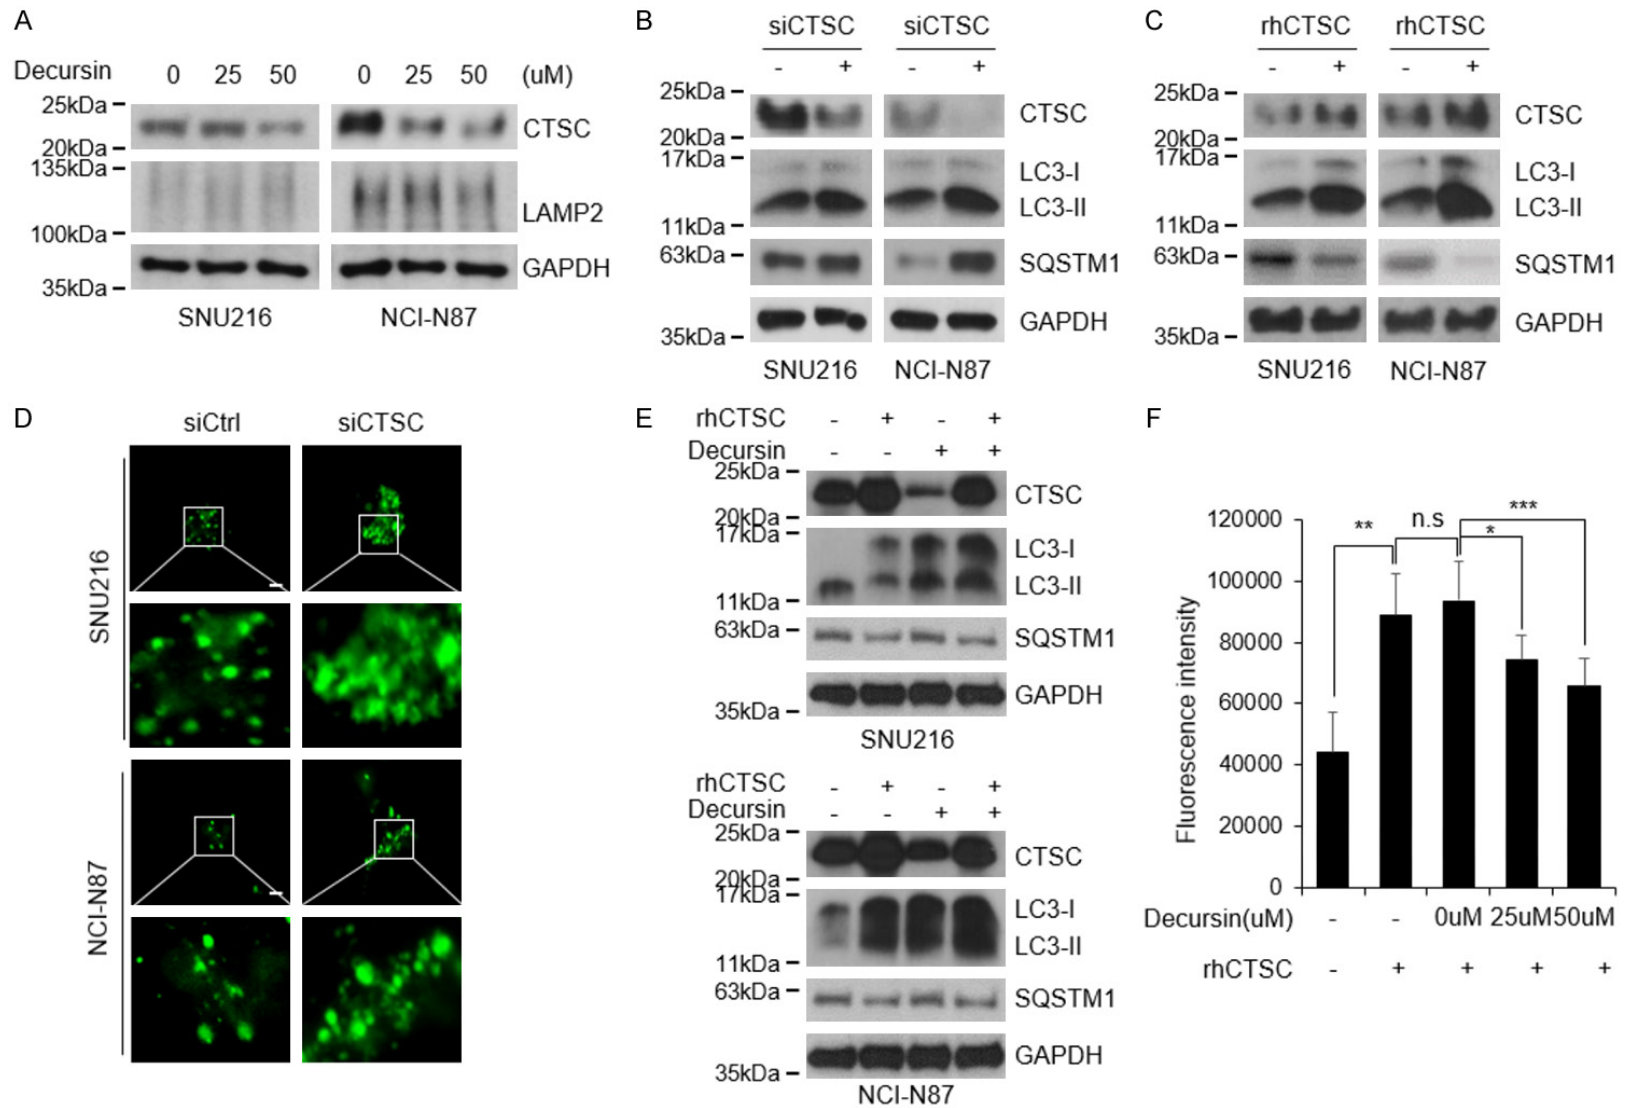 A
Decursin 0 25 50 0 25 50 (uM)
25kDa
CTSC
20kDa
135kDa
LAMP2
100kDa
GAPDH
35kDa
SNU216 NCI-N87
B
siCTSC siCTSC
- + - +
25kDa
CTSC
20kDa
17kDa
LC3-I
LC3-II
11kDa
63kDa
SQSTM1
GAPDH
35kDa
SNU216 NCI-N87
C
rhCTSC rhCTSC
- + - +
25kDa
CTSC
20kDa
17kDa
LC3-I
LC3-II
11kDa
63kDa
SQSTM1
GAPDH
35kDa
SNU216 NCI-N87
D
siCtrl siCTSC
SNU216
NCI-N87
E
rhCTSC - + - +
Decursin - - + +
25kDa
CTSC
20kDa
17kDa
LC3-I
LC3-II
11kDa
63kDa
SQSTM1
GAPDH
35kDa
SNU216
rhCTSC - + - +
Decursin - - + +
25kDa
CTSC
20kDa
17kDa
LC3-I
LC3-II
11kDa
63kDa
SQSTM1
GAPDH
35kDa
NCI-N87
F
Fluorescence intensity
120000
100000
80000
60000
40000
20000
0
** n.s * ***
Decursin(uM) - - 0uM 25uM 50uM
rhCTSC - + + + +